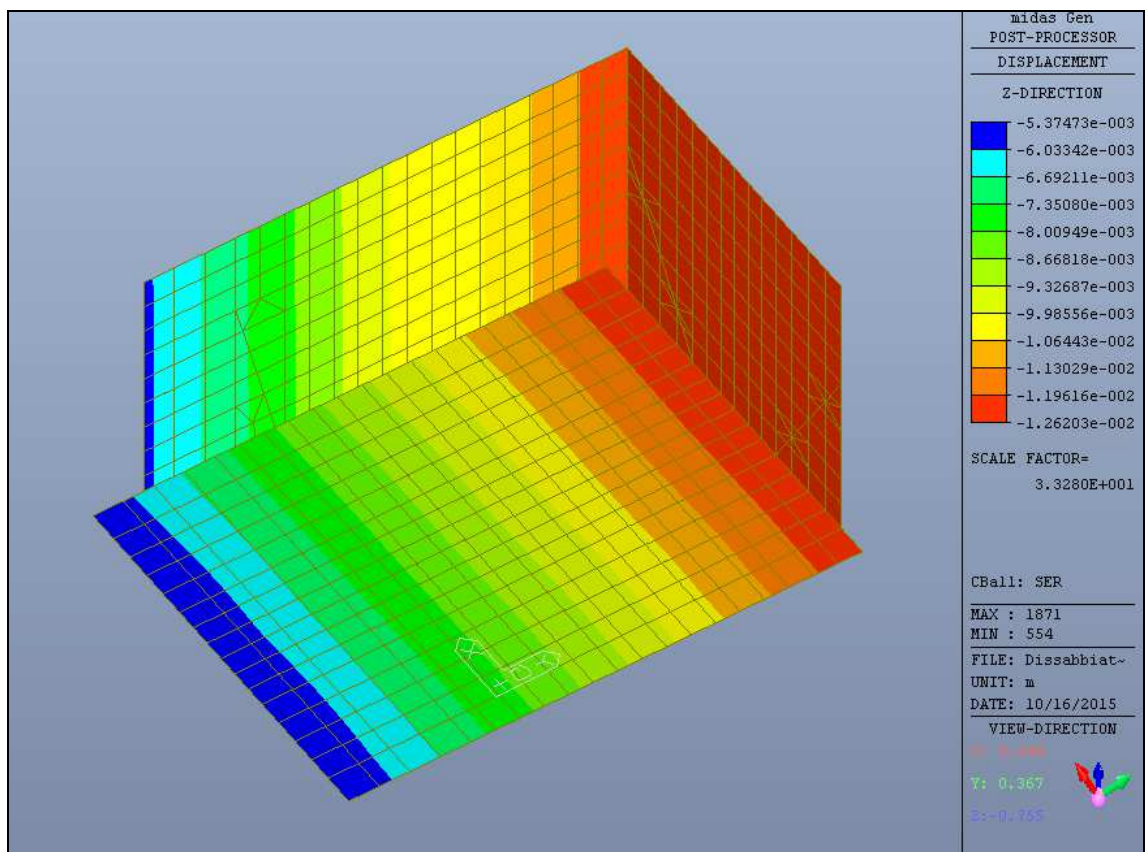 midas Gen
POST-PROCESSOR
DISPLACEMENT
Z-DIRECTION
-5.37473e-003
-6.03342e-003
-6.69211e-003
-7.35080e-003
-8.00949e-003
-8.66818e-003
-9.32687e-003
-9.98556e-003
-1.06443e-002
-1.13029e-002
-1.19616e-002
-1.26203e-002
SCALE FACTOR=
3.3280E+001
CBall: SER
MAX : 1871
MIN : 554
FILE: Dissabbiat~
UNIT: m
DATE: 10/16/2015
VIEW-DIRECTION
Y: 0.367
Z:-0.755
X
Y